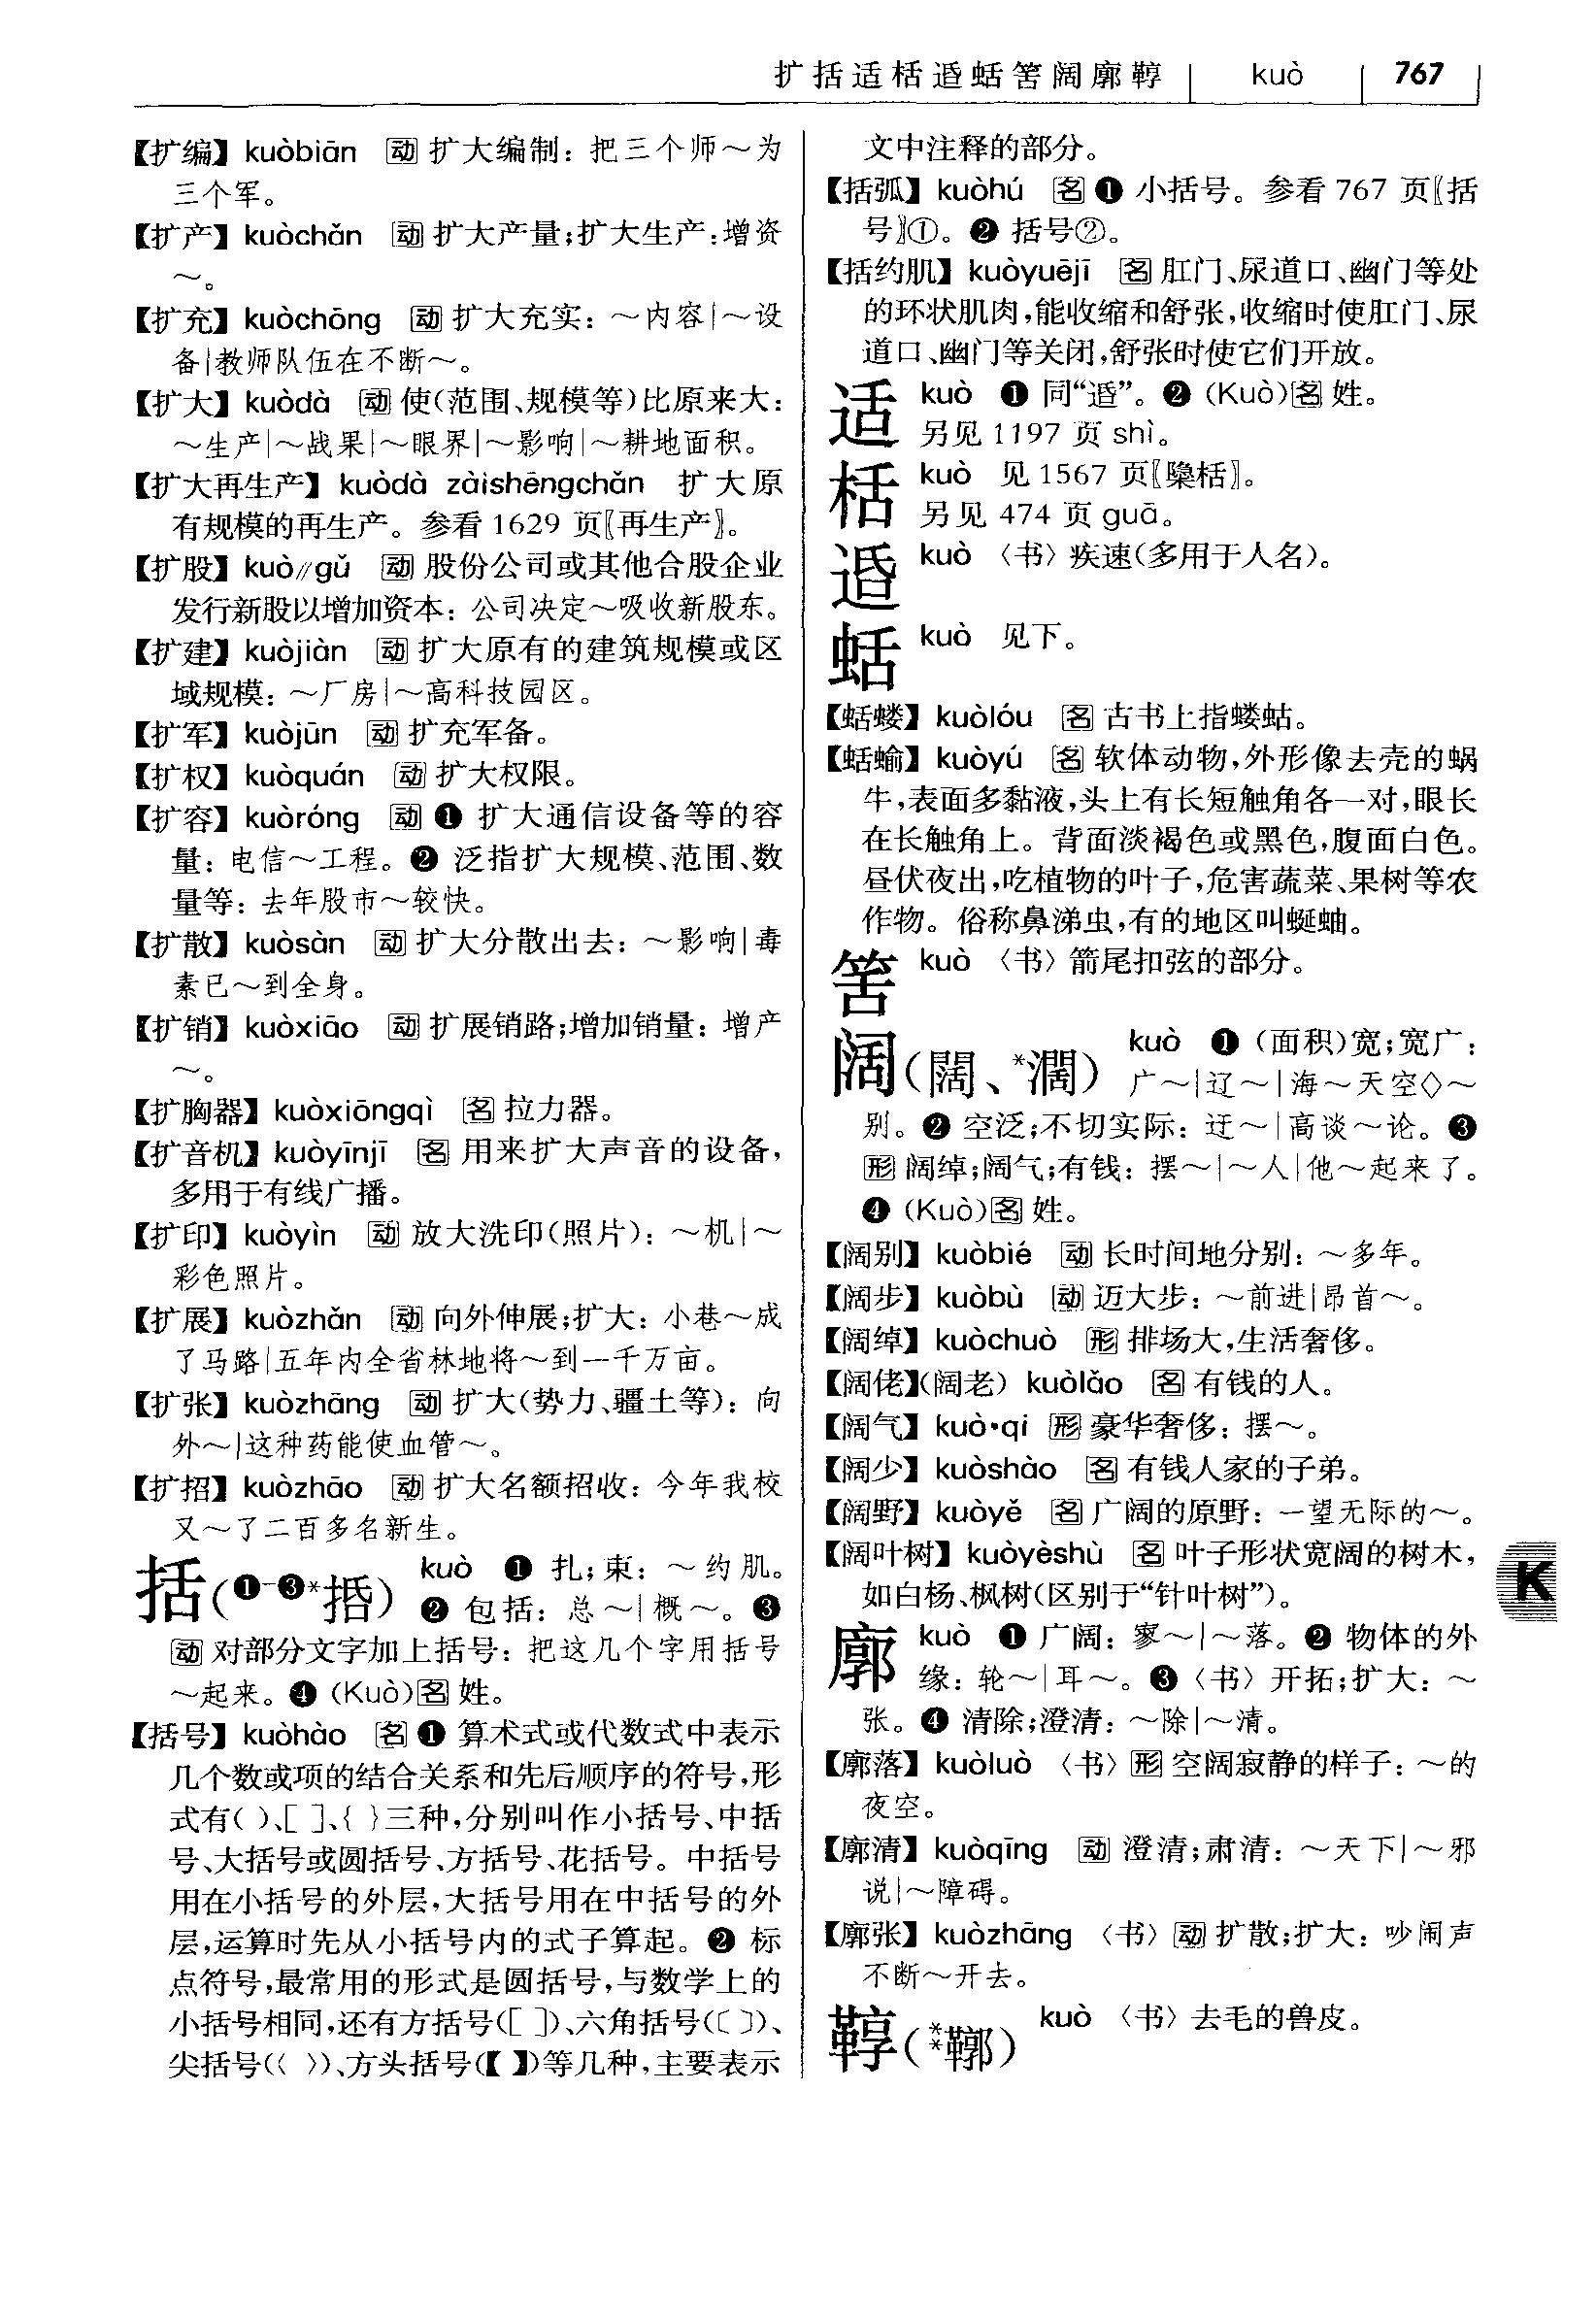 扩括适栝逜蛞筈阔廓鞟 kuò 767
【扩编】 kuòbiān 动 扩大编制：把三个师～为
三个军。
【扩产】 kuòchǎn 动 扩大产量；扩大生产：增资
～。
【扩充】 kuòchōng 动 扩大充实：～内容|～设
备|教师队伍在不断～。
【扩大】 kuòdà 动 使(范围、规模等)比原来大：
～生产|～战果|～眼界|～影响|～耕地面积。
【扩大再生产】 kuòdà zàishēngchǎn 扩大原
有规模的再生产。参看1629 页〖再生产〗。
【扩股】 kuò∥gǔ 动 股份公司或其他合股企业
发行新股以增加资本：公司决定～吸收新股东。
【扩建】 kuòjiàn 动 扩大原有的建筑规模或区
域规模：～厂房|～高科技园区。
【扩军】 kuòjūn 动 扩充军备。
【扩权】 kuòquán 动 扩大权限。
【扩容】 kuòróng 动 ❶ 扩大通信设备等的容
量：电信～工程。❷ 泛指扩大规模、范围、数
量等：去年股市～较快。
【扩散】 kuòsàn 动 扩大分散出去：～影响|毒
素已～到全身。
【扩销】 kuòxiāo 动 扩展销路；增加销量：增产
～。
【扩胸器】 kuòxiōngqì 名 拉力器。
【扩音机】 kuòyīnjī 名 用来扩大声音的设备，
多用于有线广播。
【扩印】 kuòyìn 动 放大洗印(照片)：～机|～
彩色照片。
【扩展】 kuòzhǎn 动 向外伸展；扩大：小巷～成
了马路|五年内全省林地将～到一千万亩。
【扩张】 kuòzhāng 动 扩大(势力、疆土等)：向
外～|这种药能使血管～。
【扩招】 kuòzhāo 动 扩大名额招收：今年我校
又～了二百多名新生。
括(❶-❸*捪) kuò ❶ 扎；束：～约肌。
❷ 包括：总～|概～。❸
动 对部分文字加上括号：把这几个字用括号
～起来。❹ (Kuò)名 姓。
【括号】 kuòhào 名 ❶ 算术式或代数式中表示
几个数或项的结合关系和先后顺序的符号，形
式有( )、[ ]、{ }三种，分别叫作小括号、中括
号、大括号或圆括号、方括号、花括号。中括号
用在小括号的外层，大括号用在中括号的外
层，运算时先从小括号内的式子算起。❷ 标
点符号，最常用的形式是圆括号，与数学上的
小括号相同，还有方括号([ ])、六角括号(〔 〕)、
尖括号(〈 〉)、方头括号(【 】)等几种，主要表示
文中注释的部分。
【括弧】 kuòhú 名 ❶ 小括号。参看 767 页〖括
号〗①。❷ 括号②。
【括约肌】 kuòyuējī 名 肛门、尿道口、幽门等处
的环状肌肉，能收缩和舒张，收缩时使肛门、尿
道口、幽门等关闭，舒张时使它们开放。
适 kuò ❶ 同“逜”。❷ (Kuò)名 姓。
另见 1197 页 shì。
栝 kuò 见 1567 页〖檃栝〗。
另见 474 页 guā。
kuò 〈书〉疾速(多用于人名)。
蛞 kuò 见下。
【蛞蝼】 kuòlóu 名 古书上指蝼蛄。
【蛞蝓】 kuòyú 名 软体动物，外形像去壳的蜗
牛，表面多黏液，头上有长短触角各一对，眼长
在长触角上。背面淡褐色或黑色，腹面白色。
昼伏夜出，吃植物的叶子，危害蔬菜、果树等农
作物。俗称鼻涕虫，有的地区叫蜒蚰。
筈 kuò 〈书〉箭尾扣弦的部分。
阔(闊、*濶) kuò ❶ (面积)宽；宽广：
广～|辽～|海～天空◇～
别。❷ 空泛；不切实际：迂～|高谈～论。❸
形 阔绰；阔气；有钱：摆～|～人|他～起来了。
❹ (Kuò)名 姓。
【阔别】 kuòbié 动 长时间地分别：～多年。
【阔步】 kuòbù 动 迈大步：～前进|昂首～。
【阔绰】 kuòchuò 形 排场大，生活奢侈。
【阔佬】(阔老) kuòlǎo 名 有钱的人。
【阔气】 kuò•qi 形 豪华奢侈：摆～。
【阔少】 kuòshào 名 有钱人家的子弟。
【阔野】 kuòyě 名 广阔的原野：一望无际的～。
【阔叶树】 kuòyèshù 名 叶子形状宽阔的树木，
如白杨、枫树(区别于“针叶树”)。
廓 kuò ❶ 广阔：寥～|～落。❷ 物体的外
缘：轮～|耳～。❸〈书〉开拓；扩大：～
张。❹ 清除；澄清：～除|～清。
【廓落】 kuòluò 〈书〉形 空阔寂静的样子：～的
夜空。
【廓清】 kuòqīng 动 澄清；肃清：～天下|～邪
说|～障碍。
【廓张】 kuòzhāng 〈书〉动 扩散；扩大：吵闹声
不断～开去。
鞟(**鞹) kuò 〈书〉去毛的兽皮。
K